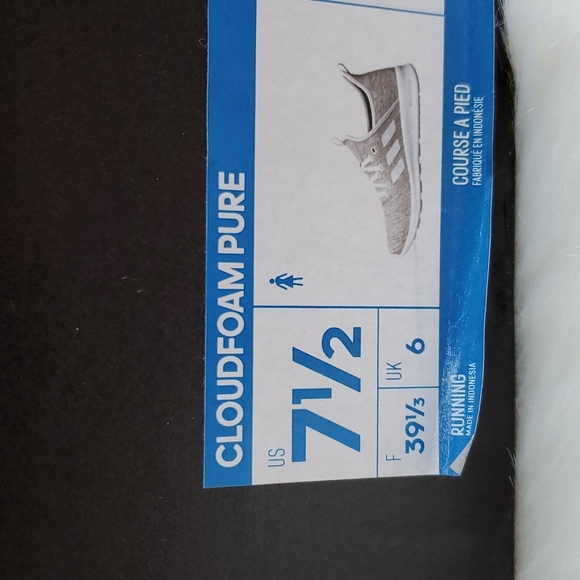 CLOUDFOAM PURE
US
7½
F
39⅓
UK
6
RUNNING
MADE IN INDONESIA
COURSE A PIED
FABRIQUÉ EN INDONÉSIE